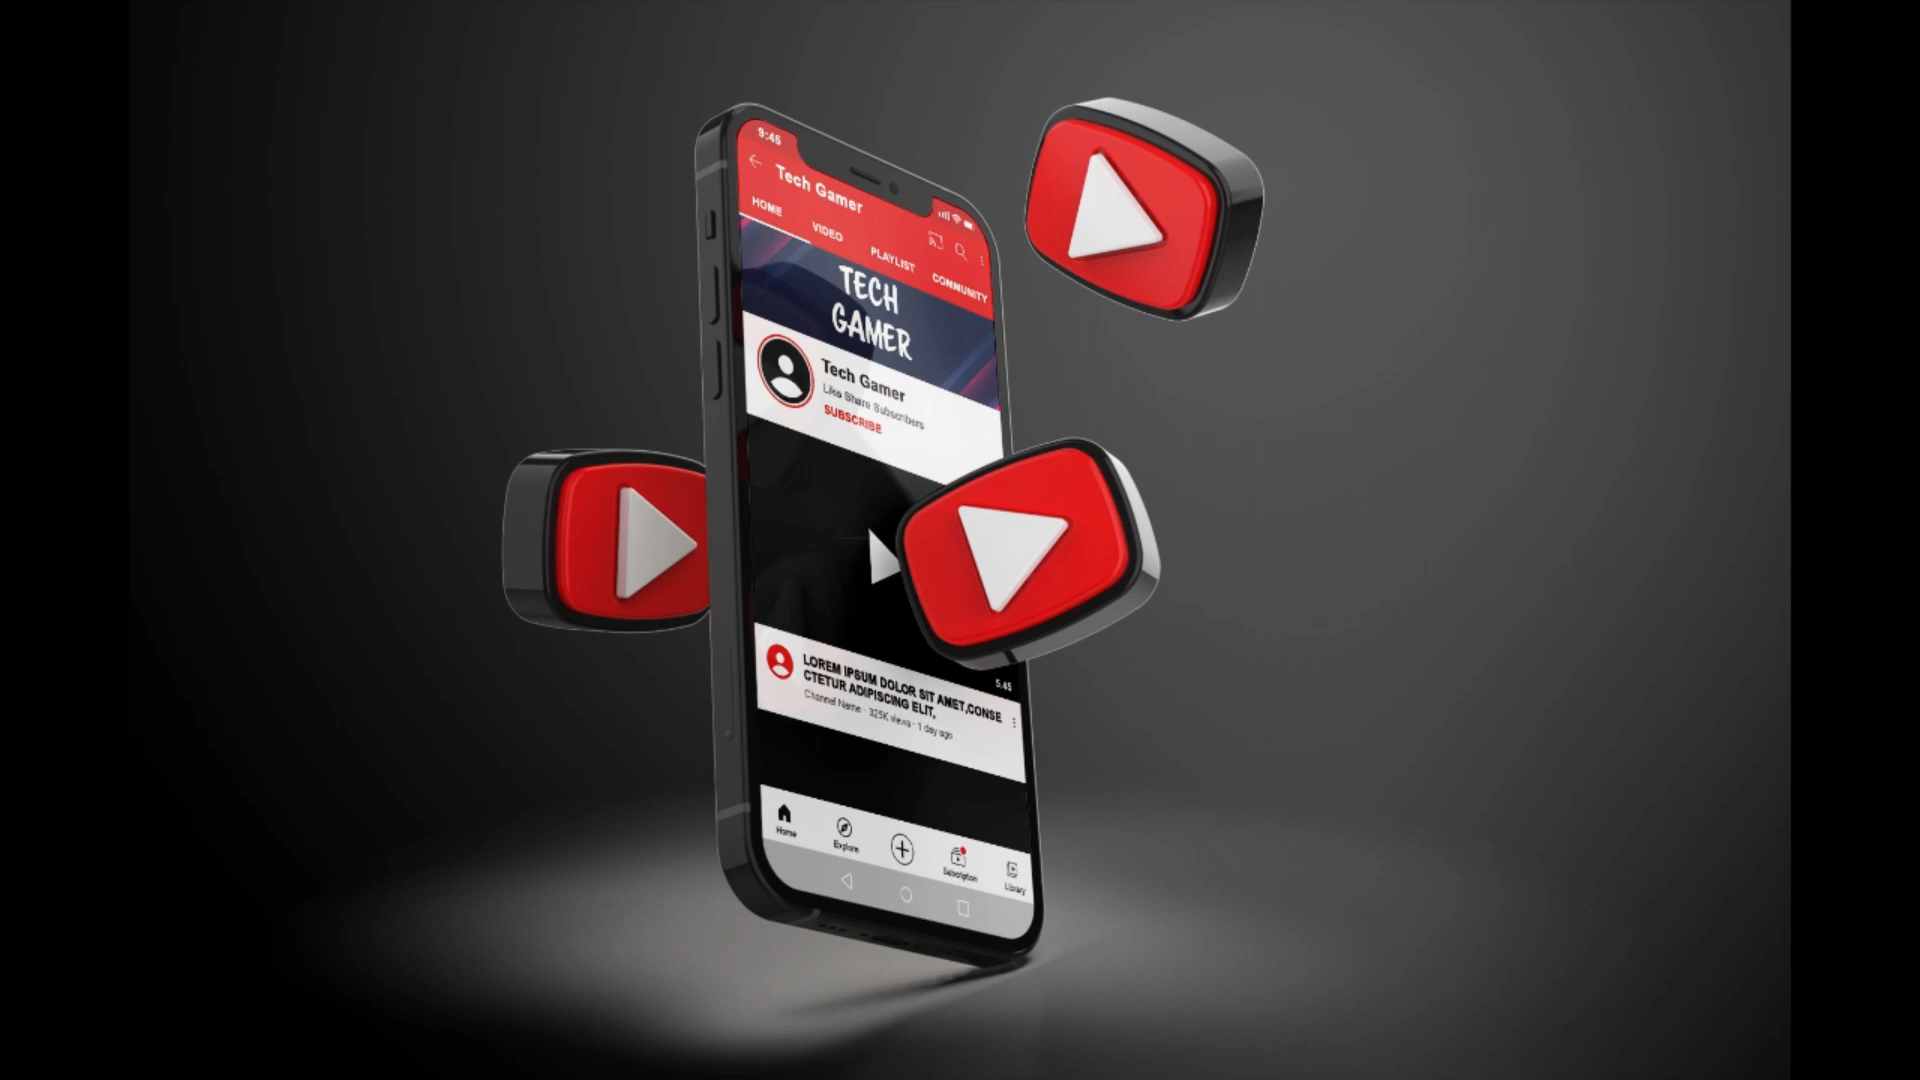 9:45
Tech Gamer
HOME
VIDEO
PLAYLIST
COMMUNITY
TECH
GAMER
Tech Gamer
Like Share Subscribers
SUBSCRIBE
5.45
LOREM IPSUM DOLOR SIT AMET,CONSE
CTETUR ADIPISCING ELIT,
Channel Name · 325K views · 1 day ago
Home
Explore
Subcription
Library